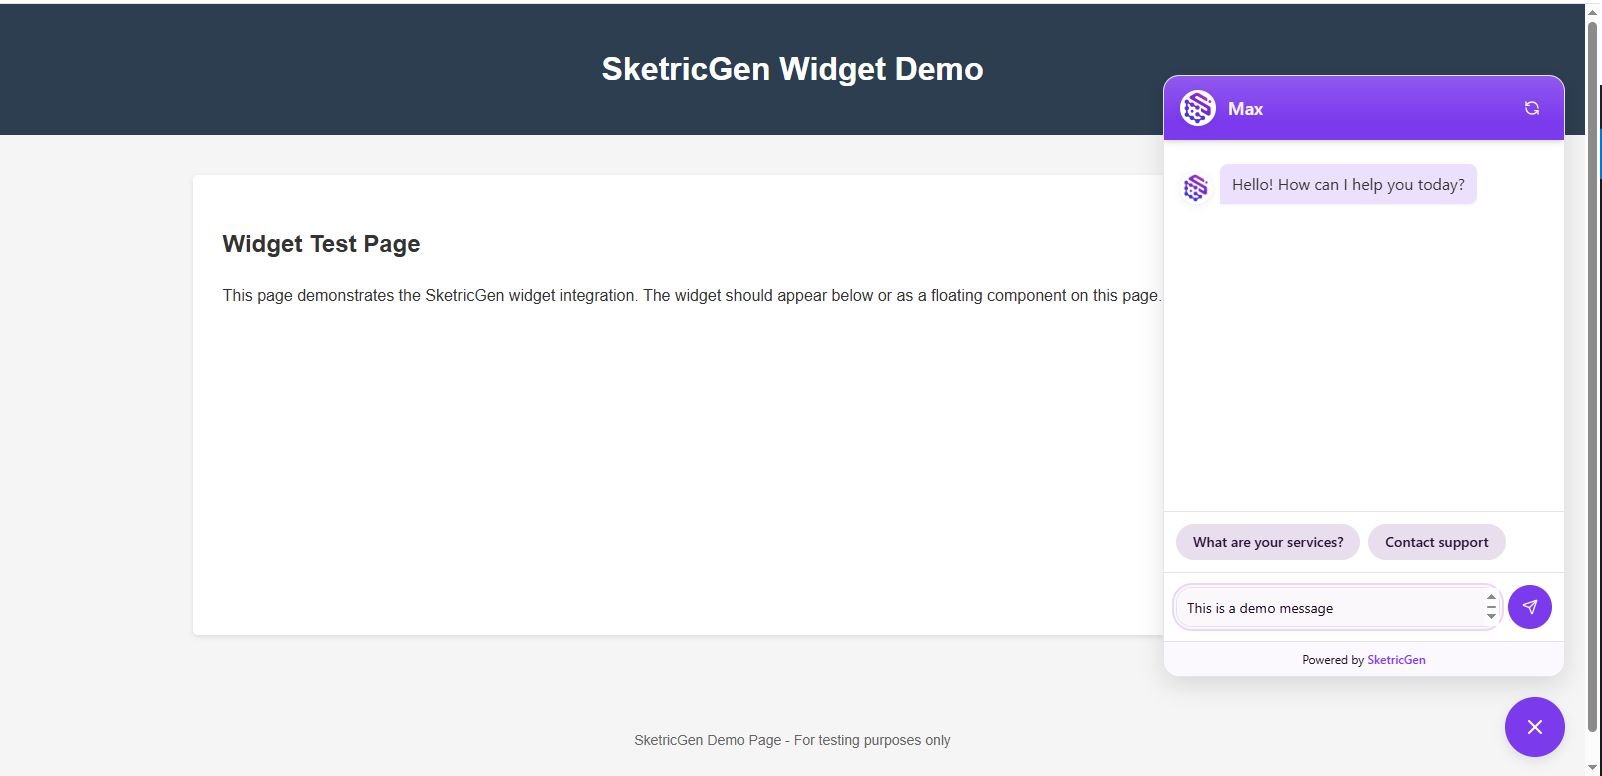 SketricGen Widget Demo
Widget Test Page
This page demonstrates the SketricGen widget integration. The widget should appear below or as a floating component on this page.
SketricGen Demo Page - For testing purposes only
Max
Hello! How can I help you today?
What are your services?
Contact support
This is a demo message
Powered by SketricGen